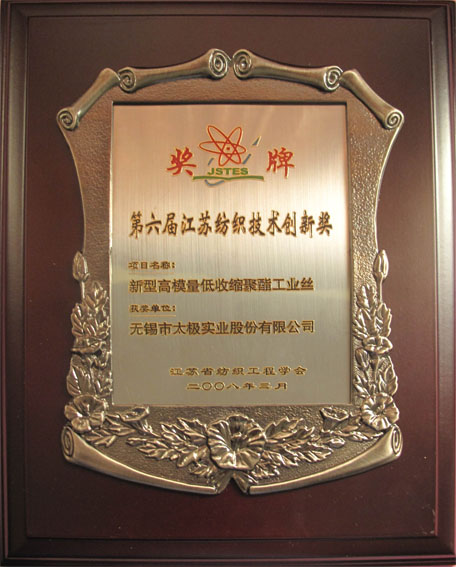 奖 牌
JSTES
第六届江苏纺织技术创新奖
项目名称：
新型高模量低收缩聚酯工业丝
获奖单位：
无锡市太极实业股份有限公司
江苏省纺织工程学会
二〇〇八年三月